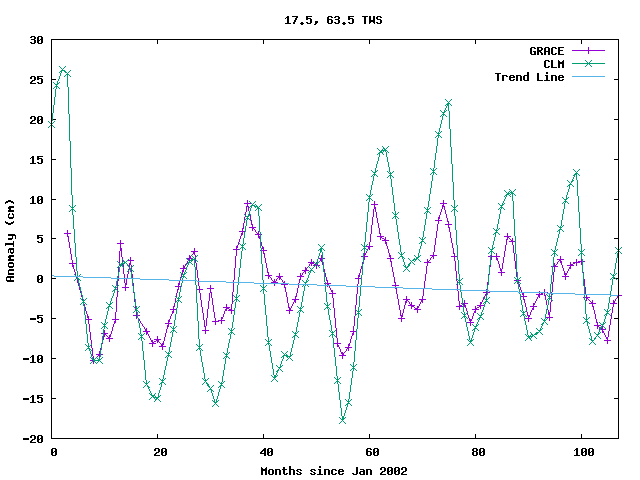 17.5, 63.5 TWS
GRACE
CLM
Trend Line
Anomaly (cm)
30
25
20
15
10
5
0
-5
-10
-15
-20
0 20 40 60 80 100
Months since Jan 2002